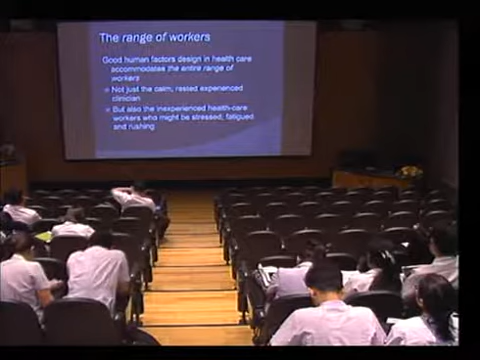 The range of workers
Good human factors design in health care
accommodates the entire range of
workers
Not just the calm, rested experienced
clinician
But also the inexperienced health-care
workers who might be stressed, fatigued
and rushing